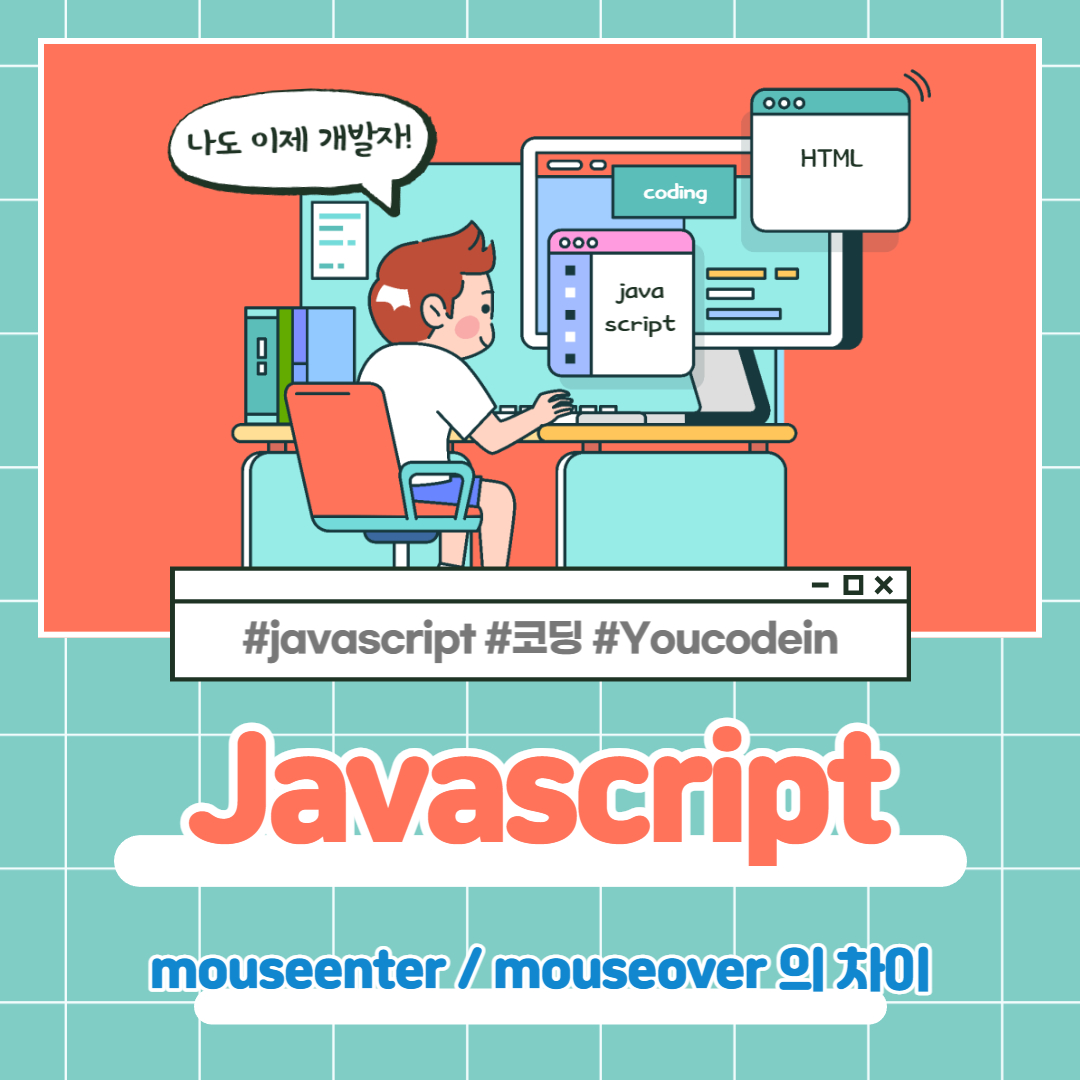 나도 이제 개발자!
HTML
coding
java
script
#javascript #코딩 #Youcodein
Javascript
mouseenter / mouseover 의 차이